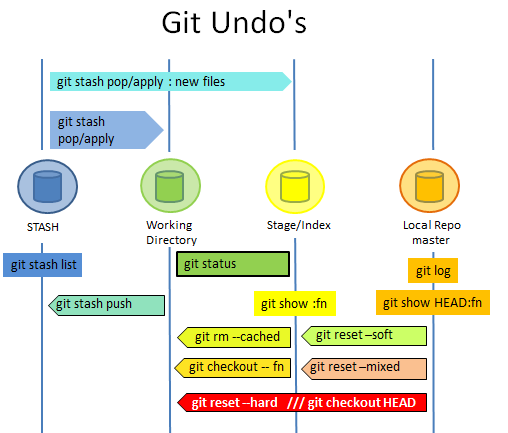 Git Undo's
git stash pop/apply : new files
git stash
pop/apply
STASH
Working
Directory
Stage/Index
Local Repo
master
git stash list
git status
git log
git stash push
git show :fn
git show HEAD:fn
git rm --cached
git reset –soft
git checkout -- fn
git reset –mixed
git reset --hard /// git checkout HEAD